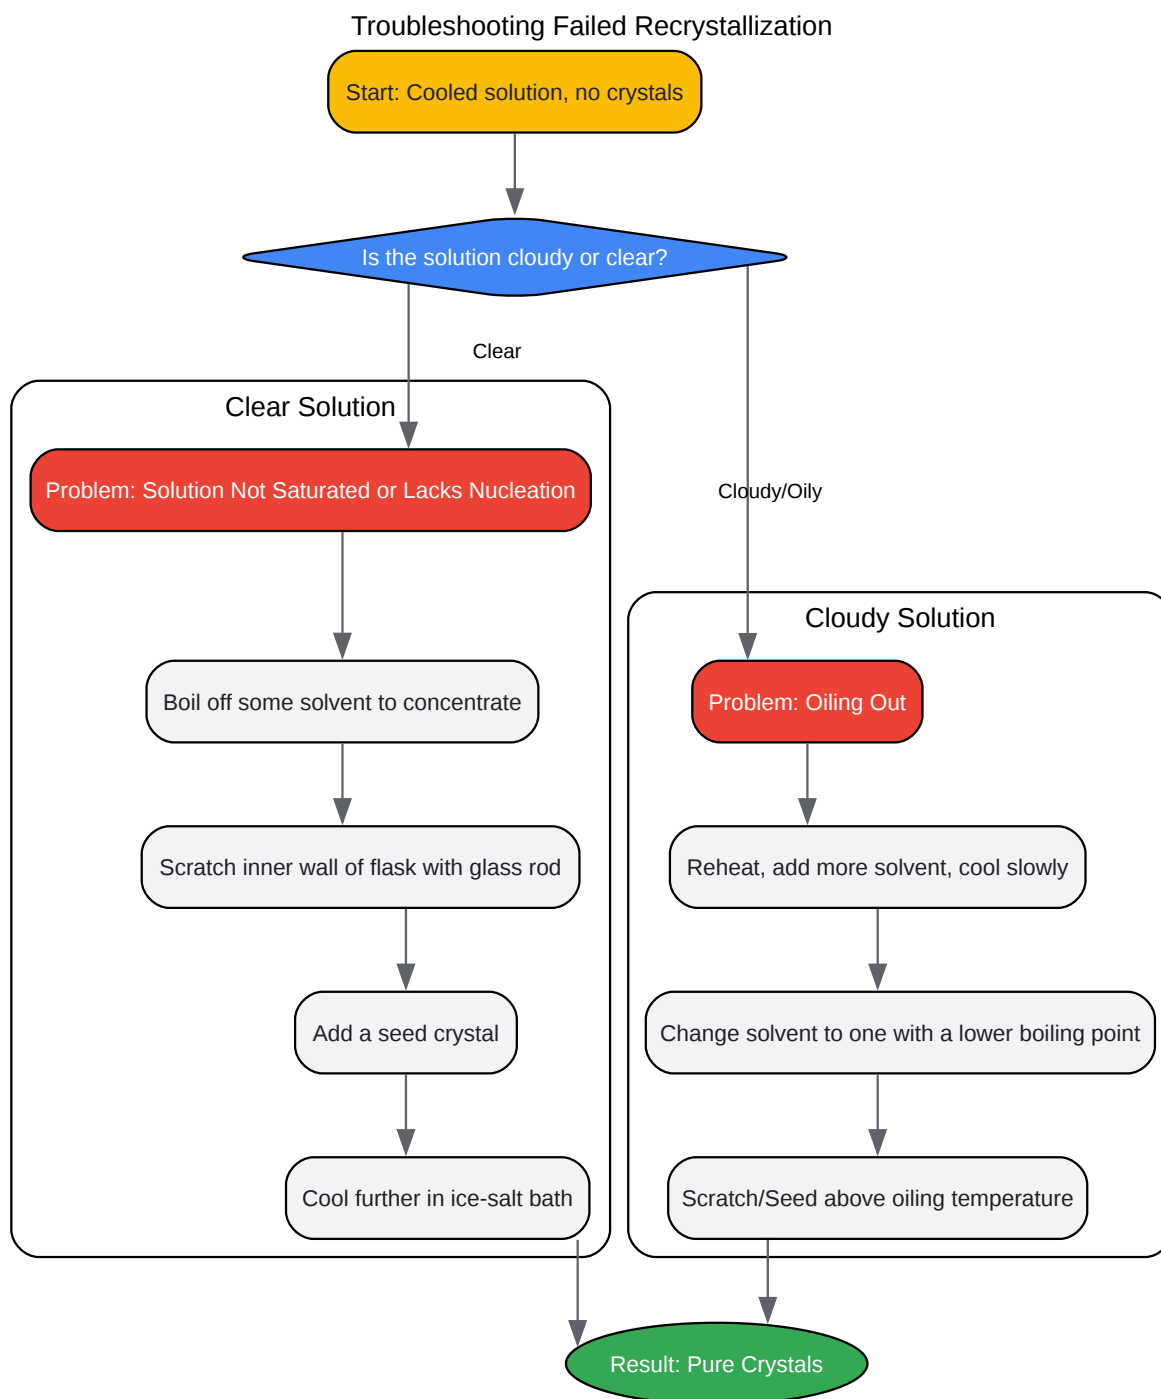 Troubleshooting Failed Recrystallization
Start: Cooled solution, no crystals
Is the solution cloudy or clear?
Clear
Clear Solution
Problem: Solution Not Saturated or Lacks Nucleation
Boil off some solvent to concentrate
Scratch inner wall of flask with glass rod
Add a seed crystal
Cool further in ice-salt bath
Cloudy/Oily
Cloudy Solution
Problem: Oiling Out
Reheat, add more solvent, cool slowly
Change solvent to one with a lower boiling point
Scratch/Seed above oiling temperature
Result: Pure Crystals